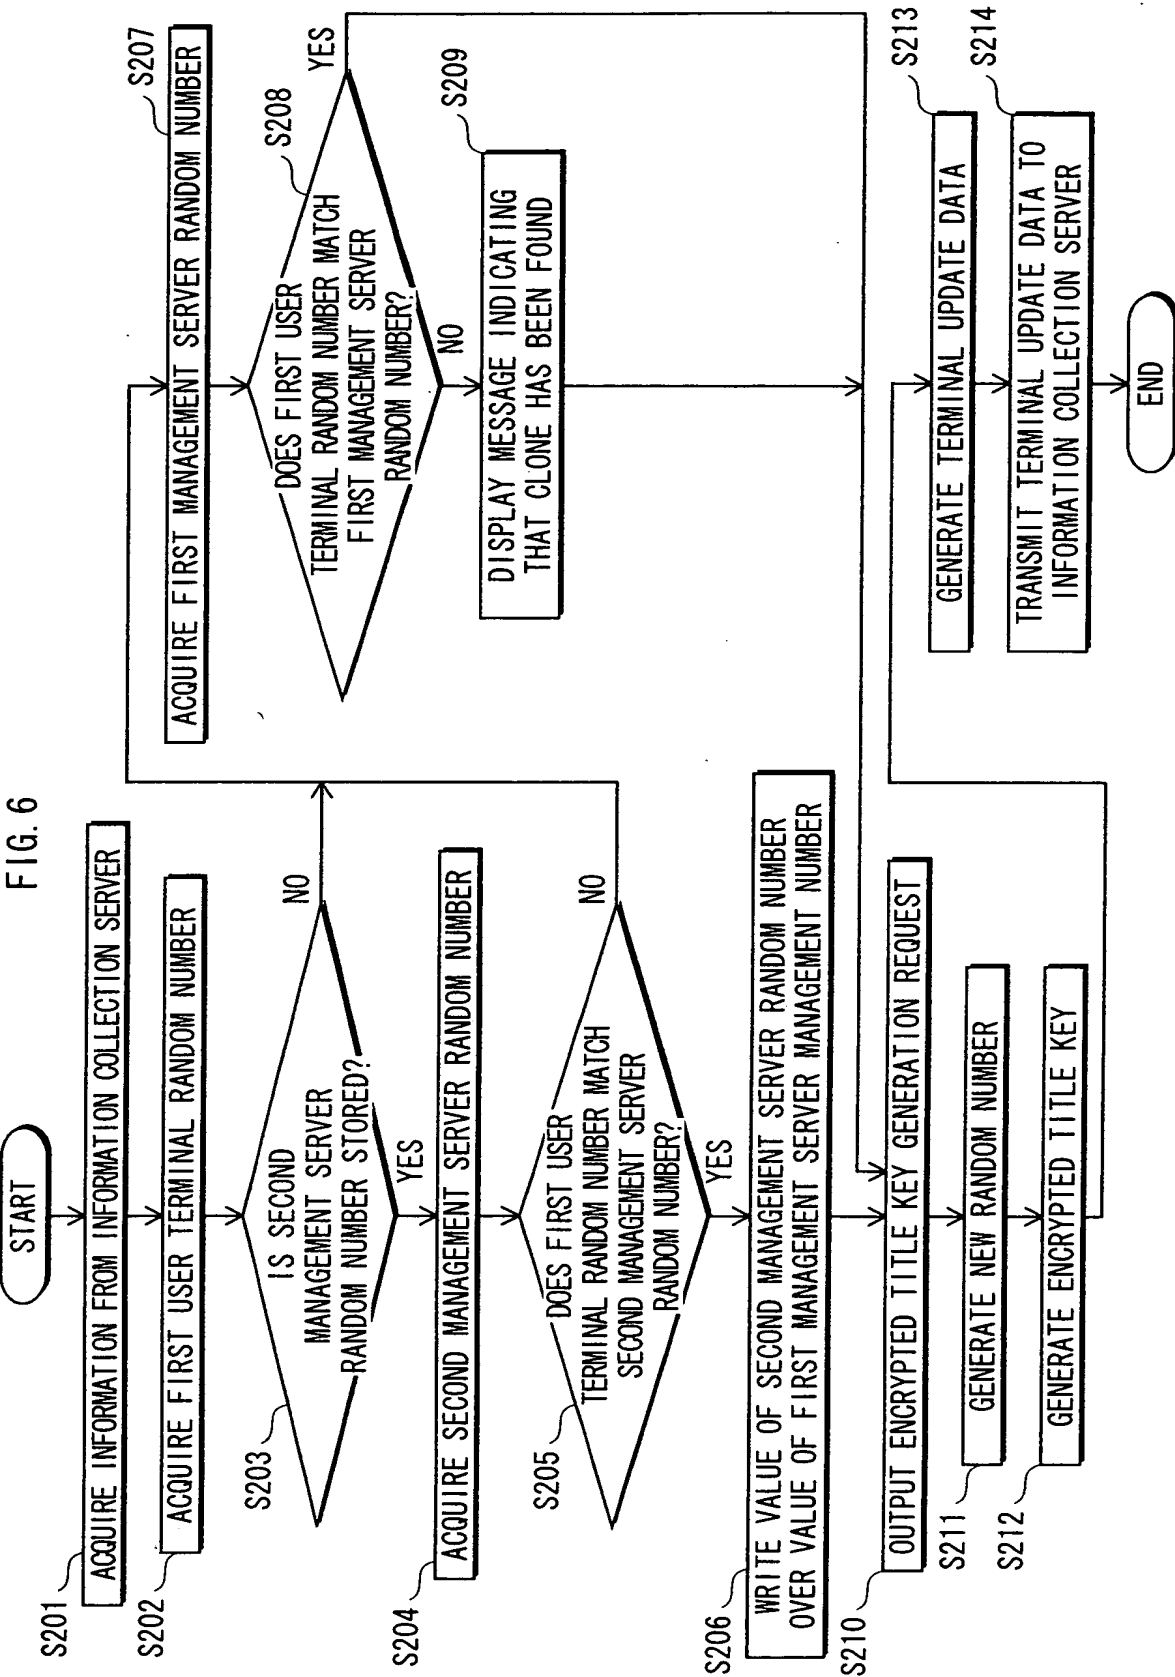 FIG. 6
START
S201
ACQUIRE INFORMATION FROM INFORMATION COLLECTION SERVER
S202
ACQUIRE FIRST USER TERMINAL RANDOM NUMBER
S203
IS SECOND
MANAGEMENT SERVER
RANDOM NUMBER STORED?
NO
YES
S204
ACQUIRE SECOND MANAGEMENT SERVER RANDOM NUMBER
S205
DOES FIRST USER
TERMINAL RANDOM NUMBER MATCH
SECOND MANAGEMENT SERVER
RANDOM NUMBER?
NO
YES
S206
WRITE VALUE OF SECOND MANAGEMENT SERVER RANDOM NUMBER
OVER VALUE OF FIRST MANAGEMENT SERVER MANAGEMENT NUMBER
S210
OUTPUT ENCRYPTED TITLE KEY GENERATION REQUEST
S211
GENERATE NEW RANDOM NUMBER
S212
GENERATE ENCRYPTED TITLE KEY
S207
ACQUIRE FIRST MANAGEMENT SERVER RANDOM NUMBER
S208
DOES FIRST USER
TERMINAL RANDOM NUMBER MATCH
FIRST MANAGEMENT SERVER
RANDOM NUMBER?
YES
NO
S209
DISPLAY MESSAGE INDICATING
THAT CLONE HAS BEEN FOUND
S213
GENERATE TERMINAL UPDATE DATA
S214
TRANSMIT TERMINAL UPDATE DATA TO
INFORMATION COLLECTION SERVER
END